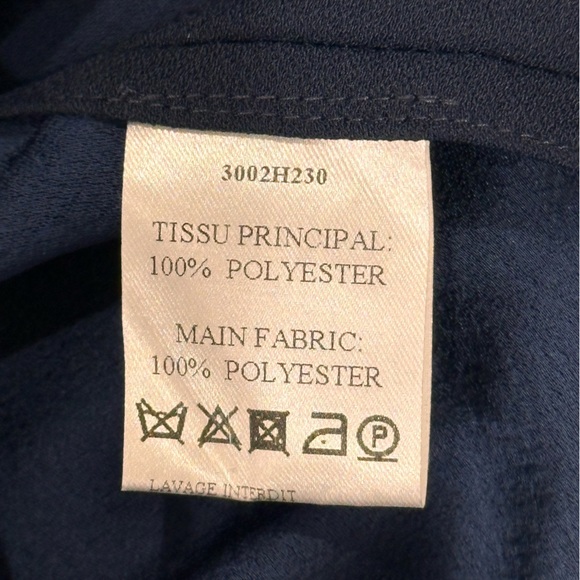 3002H230
TISSU PRINCIPAL:
100% POLYESTER
MAIN FABRIC:
100% POLYESTER
P
LAVAGE INTERDIT